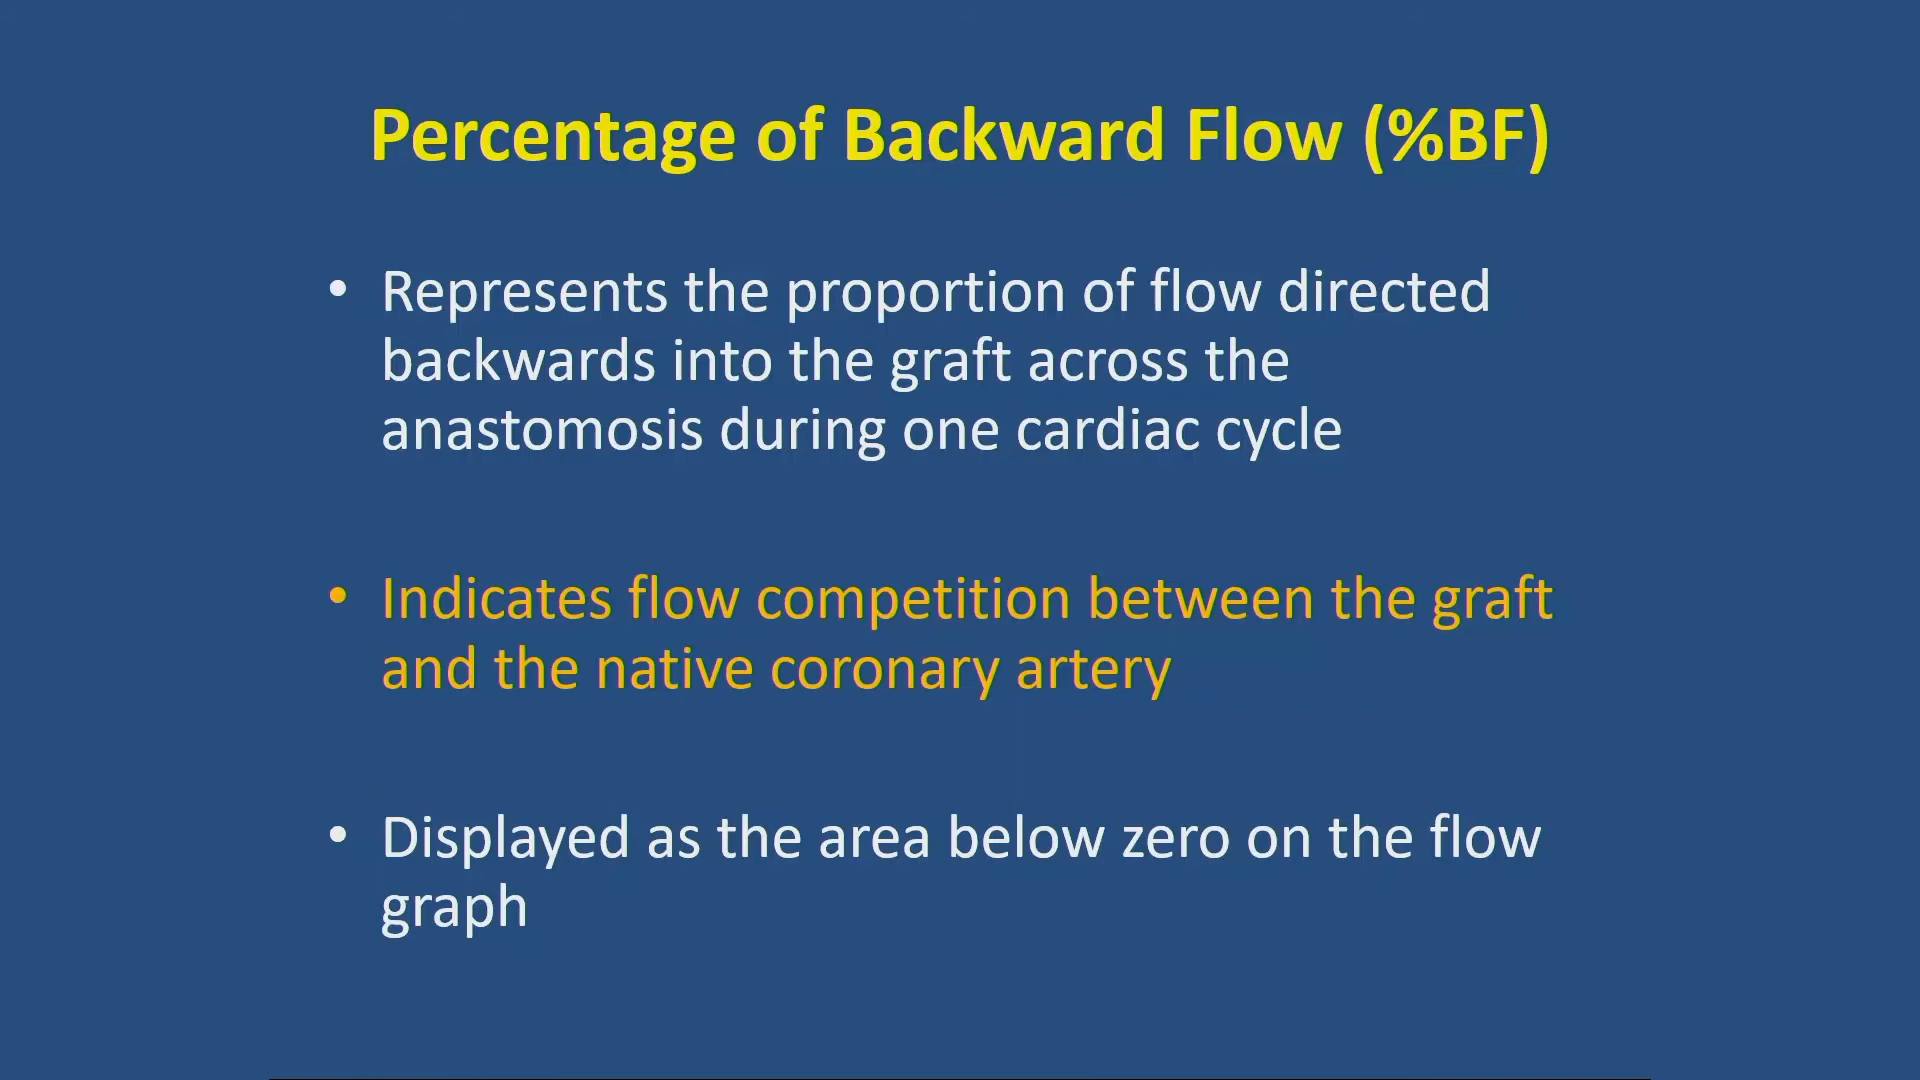 Percentage of Backward Flow (%BF)
• Represents the proportion of flow directed
backwards into the graft across the
anastomosis during one cardiac cycle
• Indicates flow competition between the graft
and the native coronary artery
• Displayed as the area below zero on the flow
graph